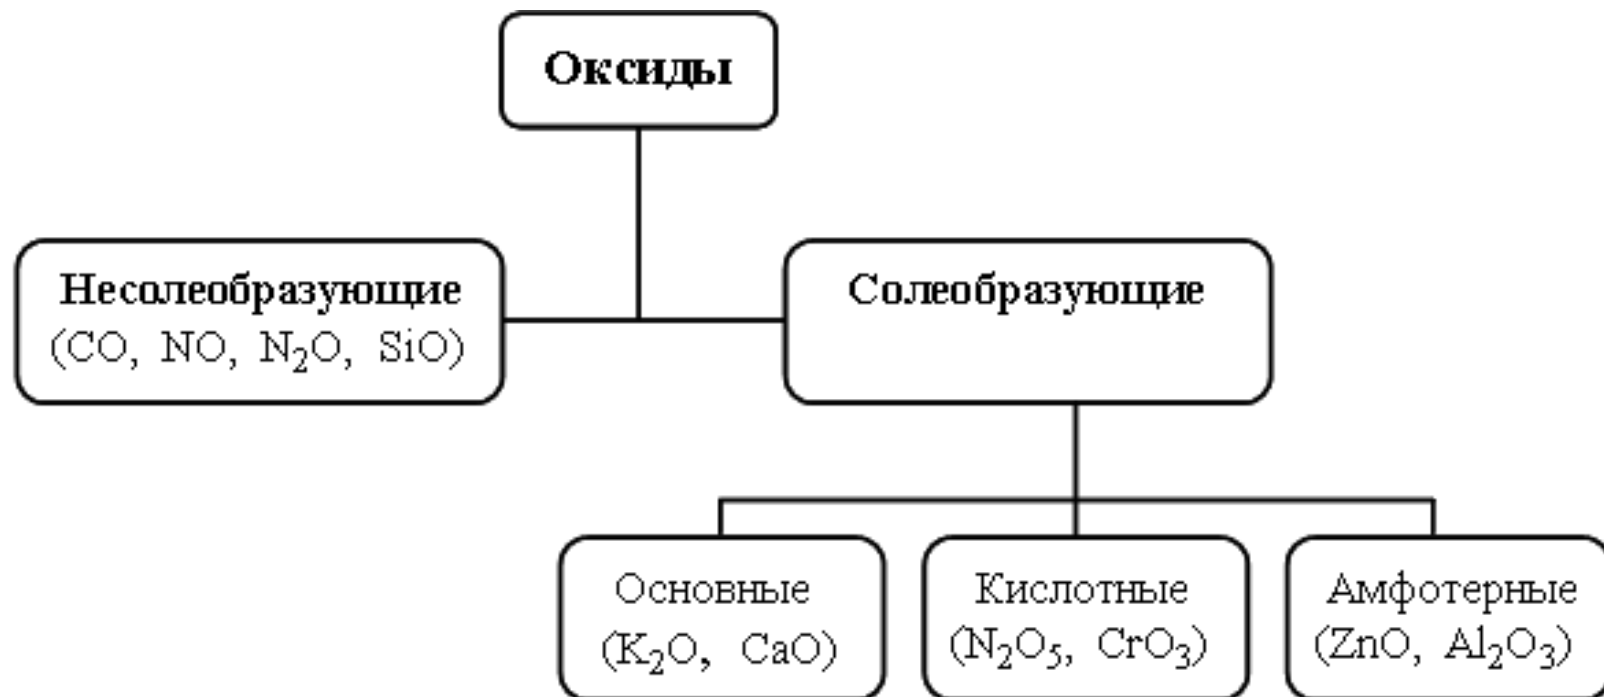 Оксиды
Несолеобразующие
(CO, NO, N₂O, SiO)
Солеобразующие
Основные
(K₂O, CaO)
Кислотные
(N₂O₅, CrO₃)
Амфотерные
(ZnO, Al₂O₃)